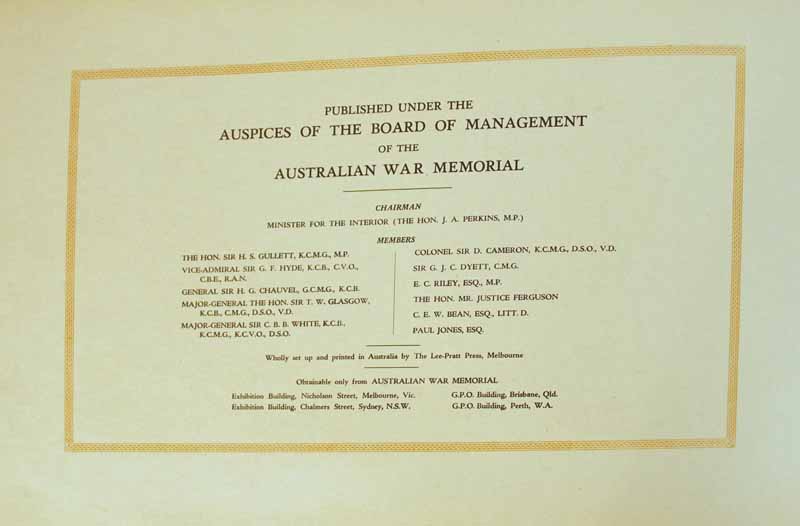 PUBLISHED UNDER THE
AUSPICES OF THE BOARD OF MANAGEMENT
OF THE
AUSTRALIAN WAR MEMORIAL
CHAIRMAN
MINISTER FOR THE INTERIOR (THE HON. J. A. PERKINS, M.P.)
MEMBERS
THE HON. SIR H. S. GULLETT, K.C.M.G., M.P.
VICE-ADMIRAL SIR G. F. HYDE, K.C.B., C.V.O.,
C.B.E., R.A.N.
GENERAL SIR H. G. CHAUVEL, G.C.M.G., K.C.B.
MAJOR-GENERAL THE HON. SIR T. W. GLASGOW,
K.C.B., C.M.G., D.S.O., V.D.
MAJOR-GENERAL SIR C. B. B. WHITE, K.C.B.,
K.C.M.G., K.C.V.O., D.S.O.
COLONEL SIR D. CAMERON, K.C.M.G., D.S.O., V.D.
SIR G. J. C. DYETT, C.M.G.
E. C. RILEY, ESQ., M.P.
THE HON. MR. JUSTICE FERGUSON
C. E. W. BEAN, ESQ., LITT. D.
PAUL JONES, ESQ.
Wholly set up and printed in Australia by The Lee-Pratt Press, Melbourne
Obtainable only from AUSTRALIAN WAR MEMORIAL
Exhibition Building, Nicholson Street, Melbourne, Vic.
Exhibition Building, Chalmers Street, Sydney, N.S.W.
G.P.O. Building, Brisbane, Qld.
G.P.O. Building, Perth, W.A.